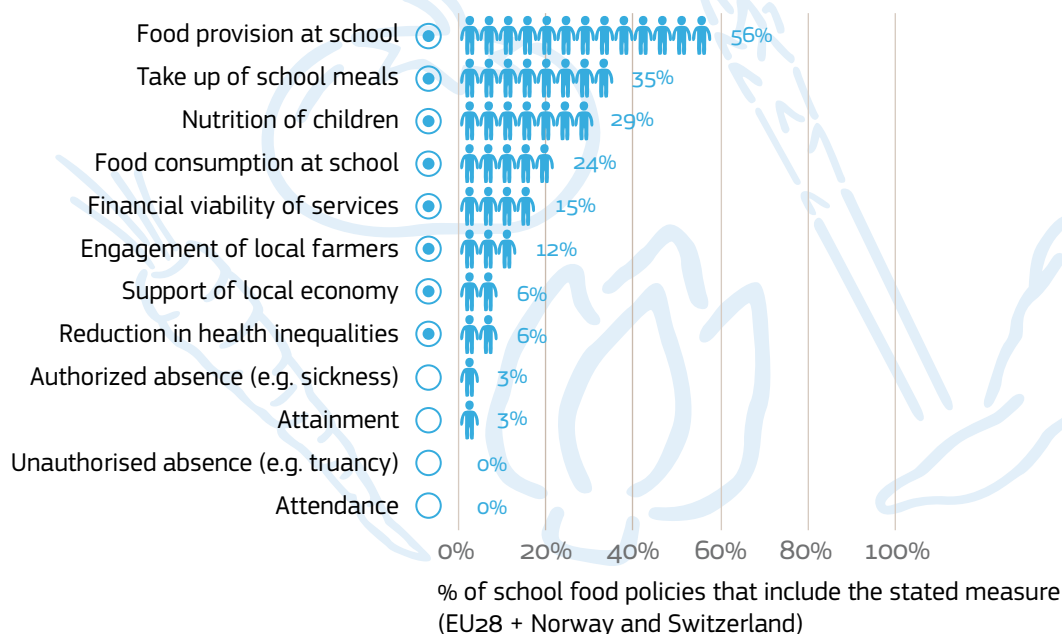 Food provision at school 56%
Take up of school meals 35%
Nutrition of children 29%
Food consumption at school 24%
Financial viability of services 15%
Engagement of local farmers 12%
Support of local economy 6%
Reduction in health inequalities 6%
Authorized absence (e.g. sickness) 3%
Attainment 3%
Unauthorised absence (e.g. truancy) 0%
Attendance 0%
0% 20% 40% 60% 80% 100%
% of school food policies that include the stated measure
(EU28 + Norway and Switzerland)